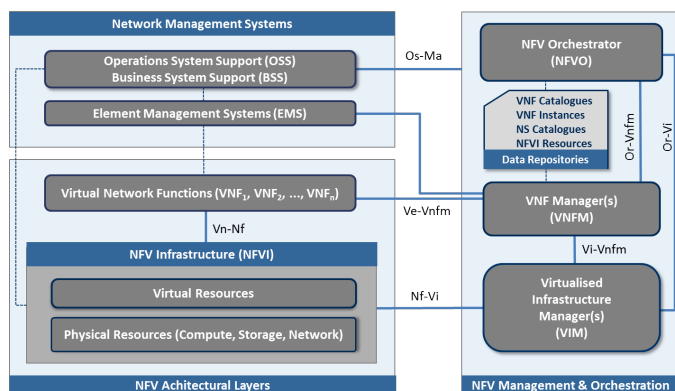 Network Management Systems
Operations System Support (OSS)
Business System Support (BSS)
Element Management Systems (EMS)
Virtual Network Functions (VNF1, VNF2, ..., VNFn)
Vn-Nf
NFV Infrastructure (NFVI)
Virtual Resources
Physical Resources (Compute, Storage, Network)
NFV Achitectural Layers
Os-Ma
Ve-Vnfm
Nf-Vi
NFV Orchestrator
(NFVO)
VNF Catalogues
VNF Instances
NS Catalogues
NFVI Resources
Data Repositories
Or-Vnfm
Or-Vi
VNF Manager(s)
(VNFM)
Vi-Vnfm
Virtualised
Infrastructure
Manager(s)
(VIM)
NFV Management & Orchestration